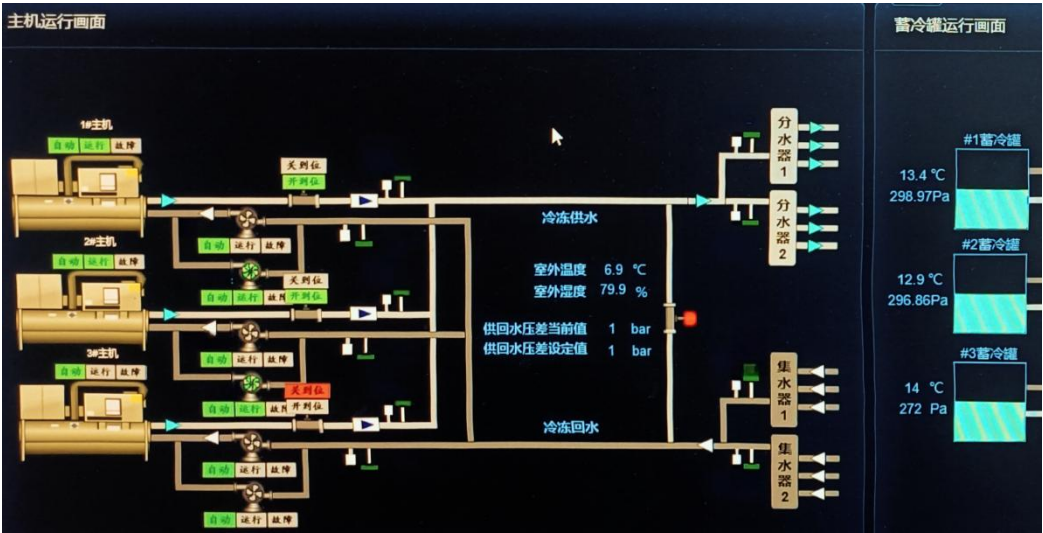 主机运行画面
蓄冷罐运行画面
1#主机
自动 运行 故障
关到位
开到位
自动 运行 故障
自动 运行 故
2#主机
自动 运行 故障
关到位
开到位
自动 运行 故障
自动 运行 故
3#主机
自动 运行 故障
关到位
开到位
自动 运行 故障
自动 运行 故障
冷冻供水
室外温度 6.9 ℃
室外湿度 79.9 %
供回水压差当前值 1 bar
供回水压差设定值 1 bar
冷冻回水
分水器1
分水器2
集水器1
集水器2
#1蓄冷罐
13.4 ℃
298.97Pa
#2蓄冷罐
12.9 ℃
296.86Pa
#3蓄冷罐
14 ℃
272 Pa